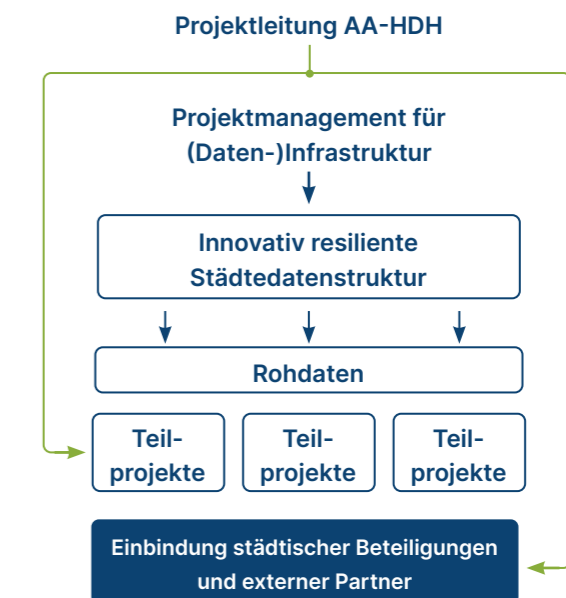 Projektleitung AA-HDH
Projektmanagement für
(Daten-)Infrastruktur
Innovativ resiliente
Städtedatenstruktur
Rohdaten
Teil-
projekte
Teil-
projekte
Teil-
projekte
Einbindung städtischer Beteiligungen
und externer Partner